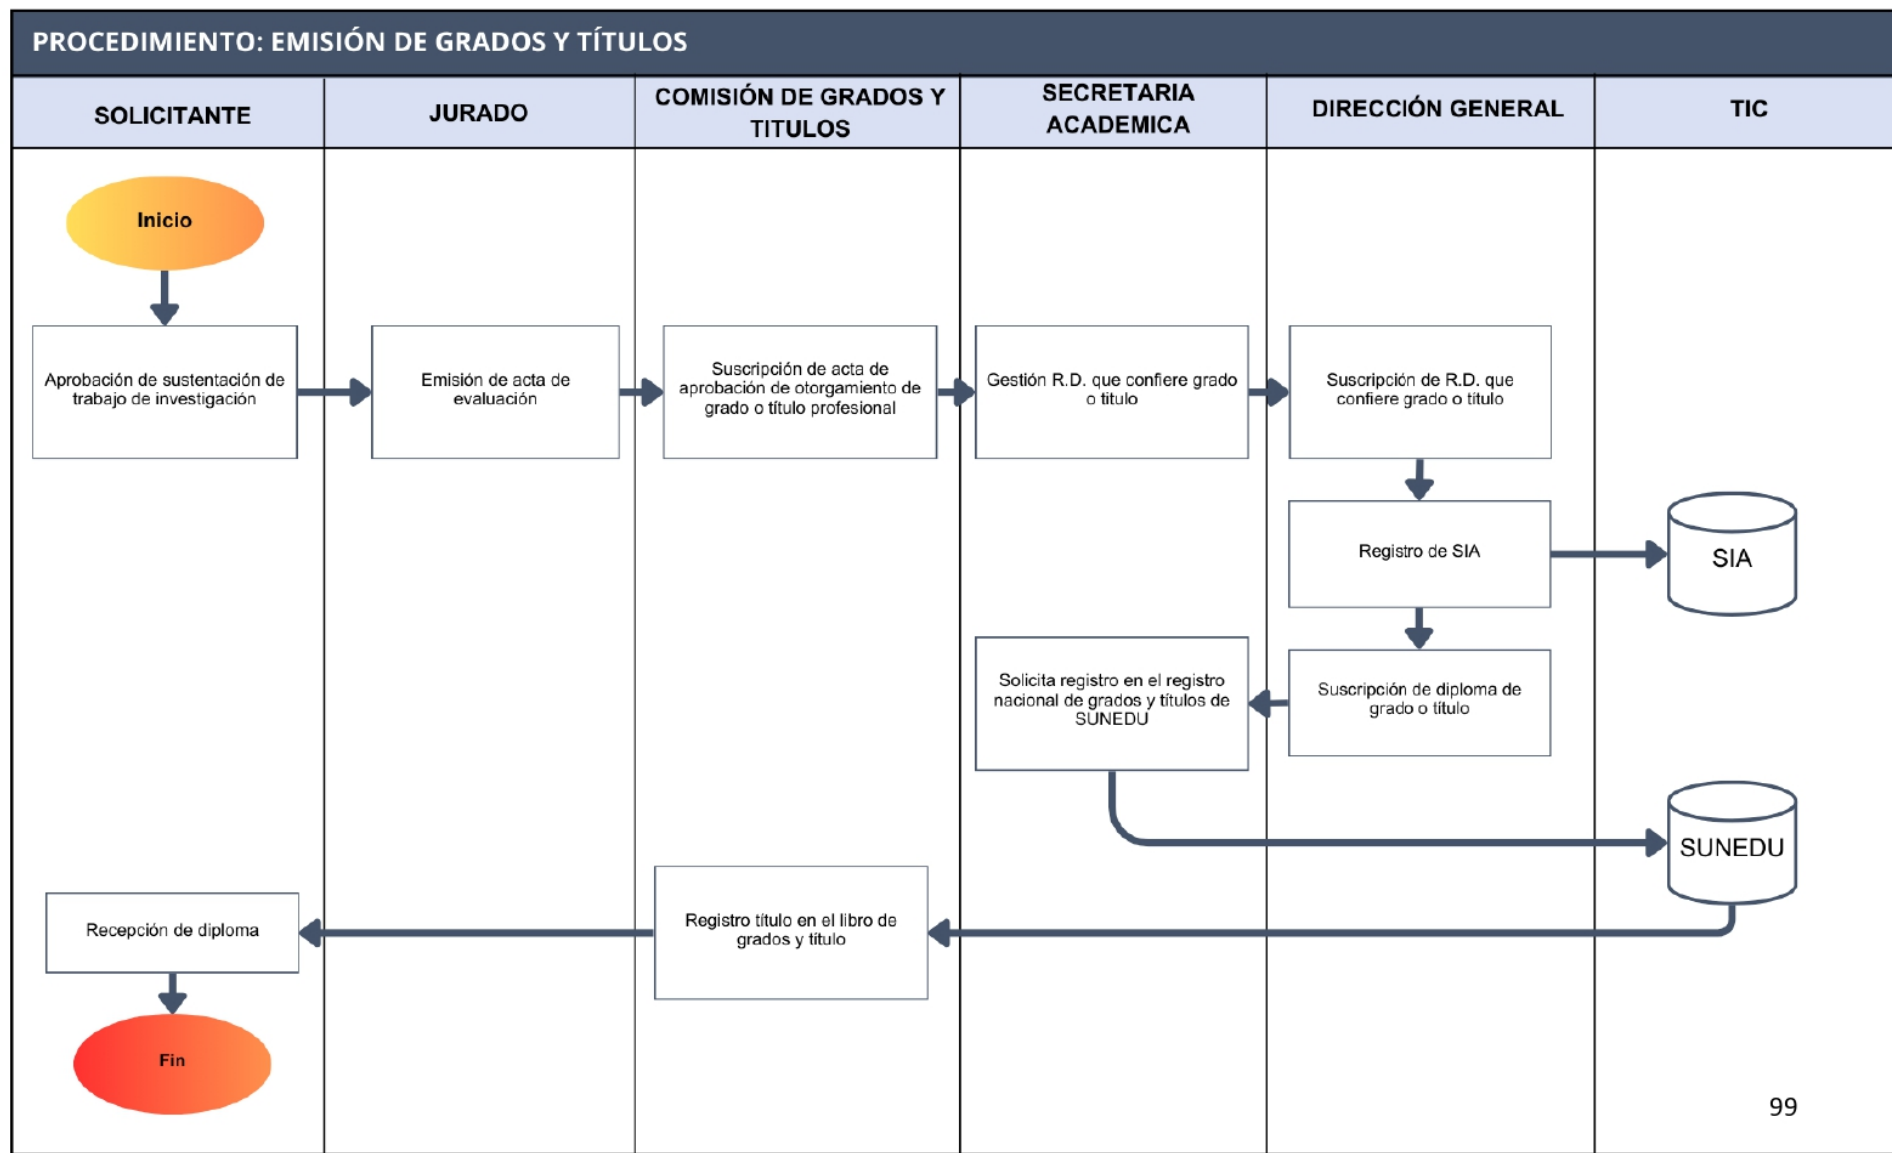 PROCEDIMIENTO: EMISIÓN DE GRADOS Y TÍTULOS
SOLICITANTE
JURADO
COMISIÓN DE GRADOS Y
TITULOS
SECRETARIA
ACADEMICA
DIRECCIÓN GENERAL
TIC
Inicio
Aprobación de sustentación de
trabajo de investigación
Emisión de acta de
evaluación
Suscripción de acta de
aprobación de otorgamiento de
grado o título profesional
Gestión R.D. que confiere grado
o titulo
Suscripción de R.D. que
confiere grado o título
Registro de SIA
SIA
Suscripción de diploma de
grado o título
Solicita registro en el registro
nacional de grados y títulos de
SUNEDU
SUNEDU
Registro título en el libro de
grados y título
Recepción de diploma
Fin
99